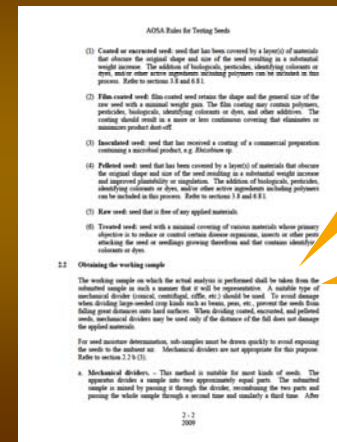 AOSA Rules for Testing Seeds
(1) Coated or encrusted seed: seed that has been covered by a layer(s) of materials
that obscure the original shape and size of the seed resulting in a substantial
weight increase. The addition of biologicals, pesticides, identifying colorants or
dyes, and/or other active ingredients including polymers can be included in this
process. Refer to sections 3.8 and 6.8 l.
(2) Film coated seed: film coated seed retains the shape and the general size of the
raw seed with a minimal weight gain. The film coating may contain polymers,
pesticides, biologicals, identifying colorants or dyes, and other additives. The
coating should result in a more or less continuous covering that eliminates or
minimizes product dust-off.
(3) Inoculated seed: seed that has received a coating of a commercial preparation
containing a microbial product, e.g. Rhizobium sp.
(4) Pelleted seed: seed that has been covered by a layer(s) of materials that obscure
the original shape and size of the seed resulting in a substantial weight increase
and improved plantability or singulation. The addition of biologicals, pesticides,
identifying colorants or dyes, and/or other active ingredients including polymers
can be included in this process. Refer to sections 3.8 and 6.8 l.
(5) Raw seed: seed that is free of any applied materials.
(6) Treated seed: seed with a minimal covering of various materials whose primary
objective is to reduce or control certain disease organisms, insects or other pests
attacking the seed or seedlings growing therefrom and that contains
colorants or dyes.
2.2 Obtaining the working sample
The working sample on which the actual analysis is performed shall be taken from the
submitted sample in such a manner that it will be representative. A suitable type of
mechanical divider (conical, centrifugal, riffle, etc.) should be used. To avoid damage
when dividing large-seeded crop kinds such as beans, peas, etc., prevent the seeds from
falling great distances onto hard surfaces. When dividing coated, encrusted, and pelleted
seeds, mechanical dividers may be used only if the distance of the fall does not damage
the applied materials.
For seed moisture determination, sub-samples must be drawn quickly to avoid exposing
the seeds to the ambient air. Mechanical dividers are not appropriate for this purpose.
Refer to section 2.2 b (3).
a. Mechanical dividers. – This method is suitable for most kinds of seeds. The
apparatus divides a sample into two approximately equal parts. The submitted
sample is mixed by passing it through the divider, recombining the two parts and
passing the whole sample through a second time and similarly a third time. After
2 - 2
2009